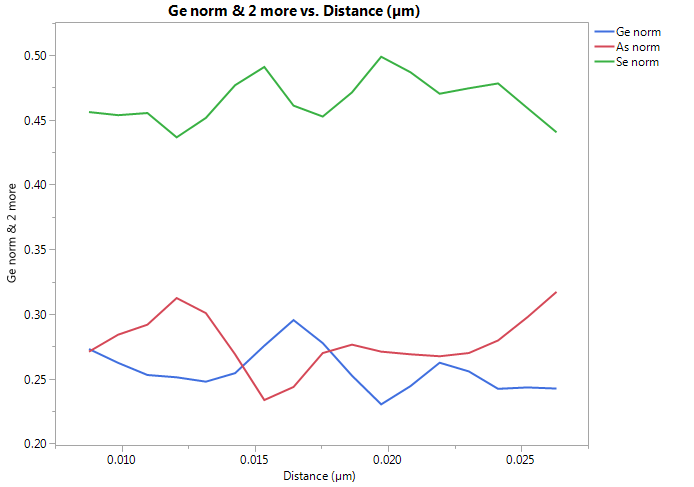 Ge norm & 2 more vs. Distance (µm)
Ge norm
As norm
Se norm
Ge norm & 2 more
0.50
0.45
0.40
0.35
0.30
0.25
0.20
0.010 0.015 0.020 0.025
Distance (µm)